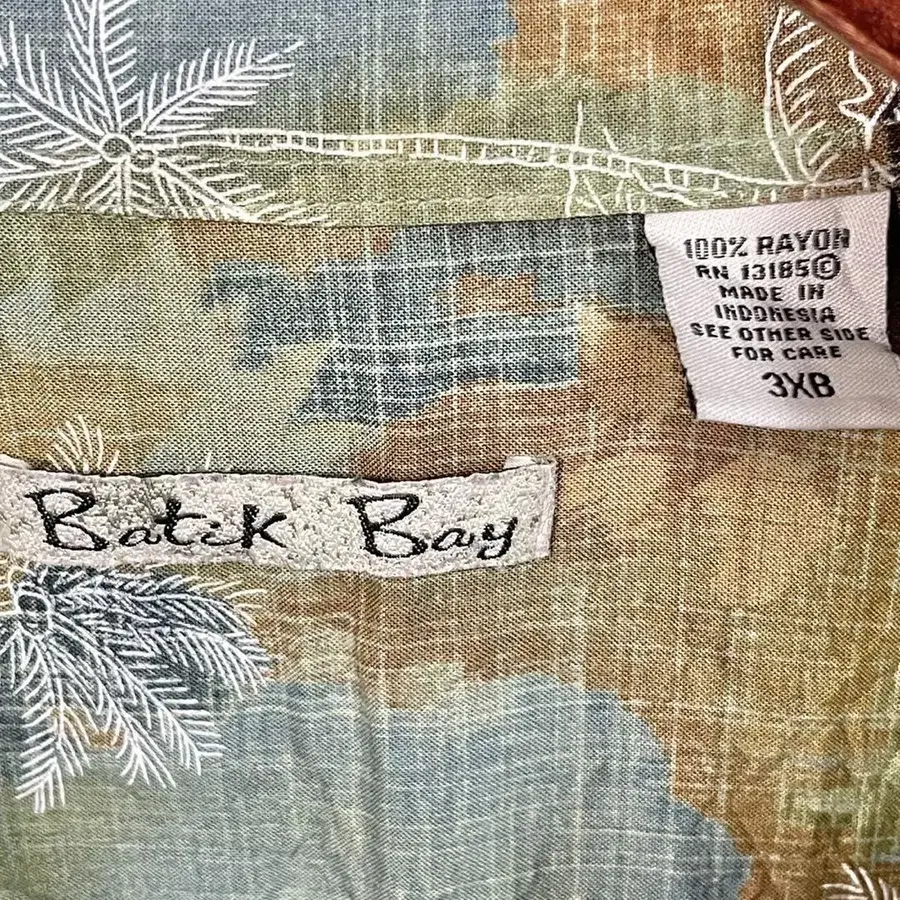 100% RAYON
RN 13185©
MADE IN
INDONESIA
SEE OTHER SIDE
FOR CARE
3XB
Batik Bay